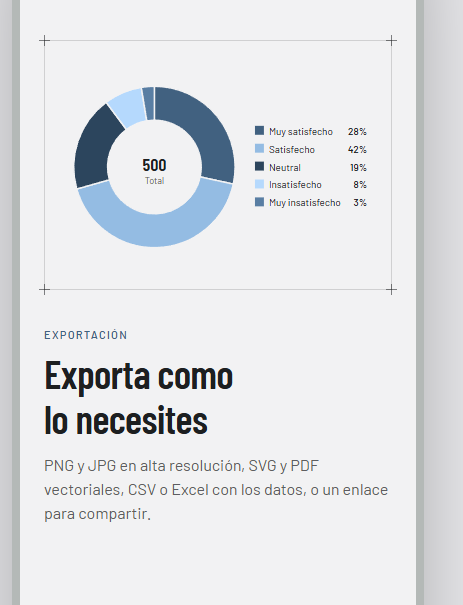 500
Total
Muy satisfecho 28%
Satisfecho 42%
Neutral 19%
Insatisfecho 8%
Muy insatisfecho 3%
EXPORTACIÓN
Exporta como
lo necesites
PNG y JPG en alta resolución, SVG y PDF
vectoriales, CSV o Excel con los datos, o un enlace
para compartir.